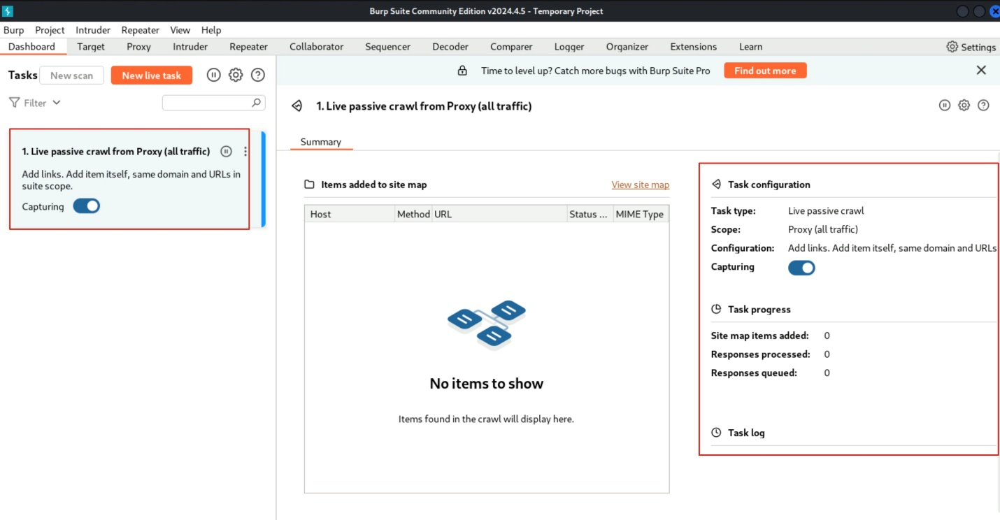 Burp Suite Community Edition v2024.4.5 - Temporary Project
Burp Project Intruder Repeater View Help
Dashboard Target Proxy Intruder Repeater Collaborator Sequencer Decoder Comparer Logger Organizer Extensions Learn Settings
Tasks New scan New live task
Time to level up? Catch more bugs with Burp Suite Pro Find out more
Filter
1. Live passive crawl from Proxy (all traffic)
Add links. Add item itself, same domain and URLs in
suite scope.
Capturing
1. Live passive crawl from Proxy (all traffic)
Summary
Items added to site map View site map
Host Method URL Status ... MIME Type
No items to show
Items found in the crawl will display here.
Task configuration
Task type: Live passive crawl
Scope: Proxy (all traffic)
Configuration: Add links. Add item itself, same domain and URLs
Capturing
Task progress
Site map items added: 0
Responses processed: 0
Responses queued: 0
Task log